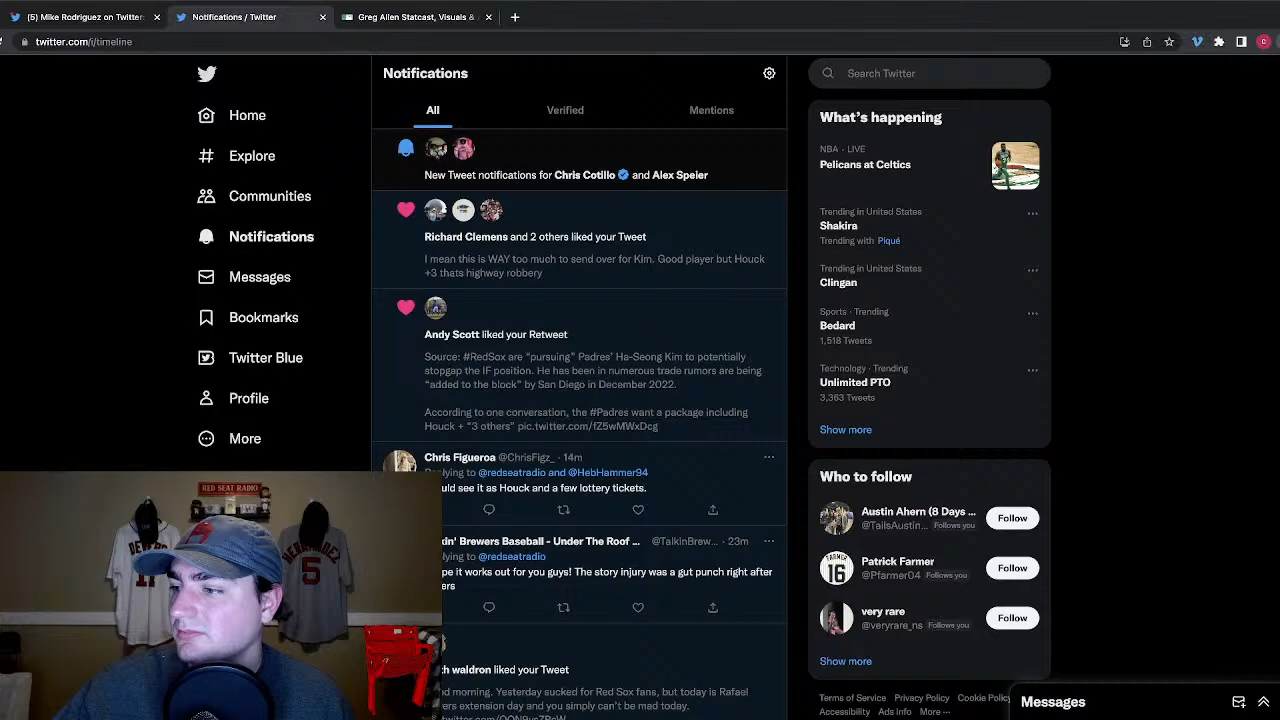 (5) Mike Rodriguez on Twitter:
Notifications / Twitter
Greg Allen Statcast, Visuals &
twitter.com/i/timeline
Home
Explore
Communities
Notifications
Messages
Bookmarks
Twitter Blue
Profile
More
Notifications
All
Verified
Mentions
New Tweet notifications for Chris Cotillo and Alex Speier
Richard Clemens and 2 others liked your Tweet
I mean this is WAY too much to send over for Kim. Good player but Houck
+3 thats highway robbery
Andy Scott liked your Retweet
Source: #RedSox are “pursuing” Padres' Ha-Seong Kim to potentially
stopgap the IF position. He has been in numerous trade rumors are being
“added to the block” by San Diego in December 2022.
According to one conversation, the #Padres want a package including
Houck + “3 others” pic.twitter.com/fZ5wMWxDcg
Chris Figueroa @ChrisFigz_ · 14m
@redseatradio and @HebHammer94
see it as Houck and a few lottery tickets.
Brewers Baseball - Under The Roof ... @TalkinBrew... · 23m
@redseatradio
it works out for you guys! The story injury was a gut punch right after
waldron liked your Tweet
morning. Yesterday sucked for Red Sox fans, but today is Rafael
extension day and you simply can't be mad today.
RED SEAT RADIO
5
Search Twitter
What's happening
NBA · LIVE
Pelicans at Celtics
Trending in United States
Shakira
Trending with Piqué
Trending in United States
Clingan
Sports · Trending
Bedard
1,518 Tweets
Technology · Trending
Unlimited PTO
3,363 Tweets
Show more
Who to follow
Austin Ahern (8 Days ...
@TailsAustin... Follows you
Follow
Patrick Farmer
@Pfarmer04 Follows you
Follow
very rare
@veryrare_ns Follows you
Follow
Show more
Terms of Service Privacy Policy Cookie Policy
Accessibility Ads info More ...
Messages